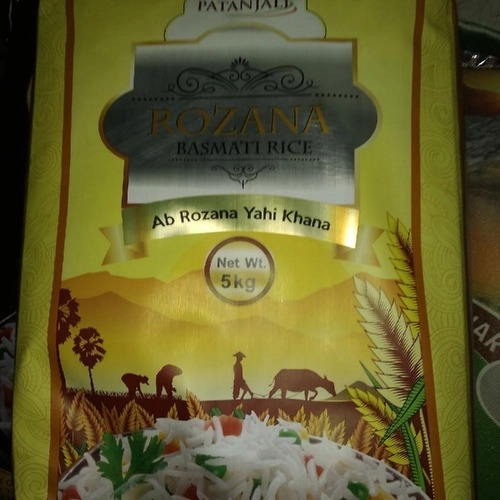 PATANJALI
ROZANA
BASMATI RICE
Ab Rozana Yahi Khana
Net Wt.
5kg